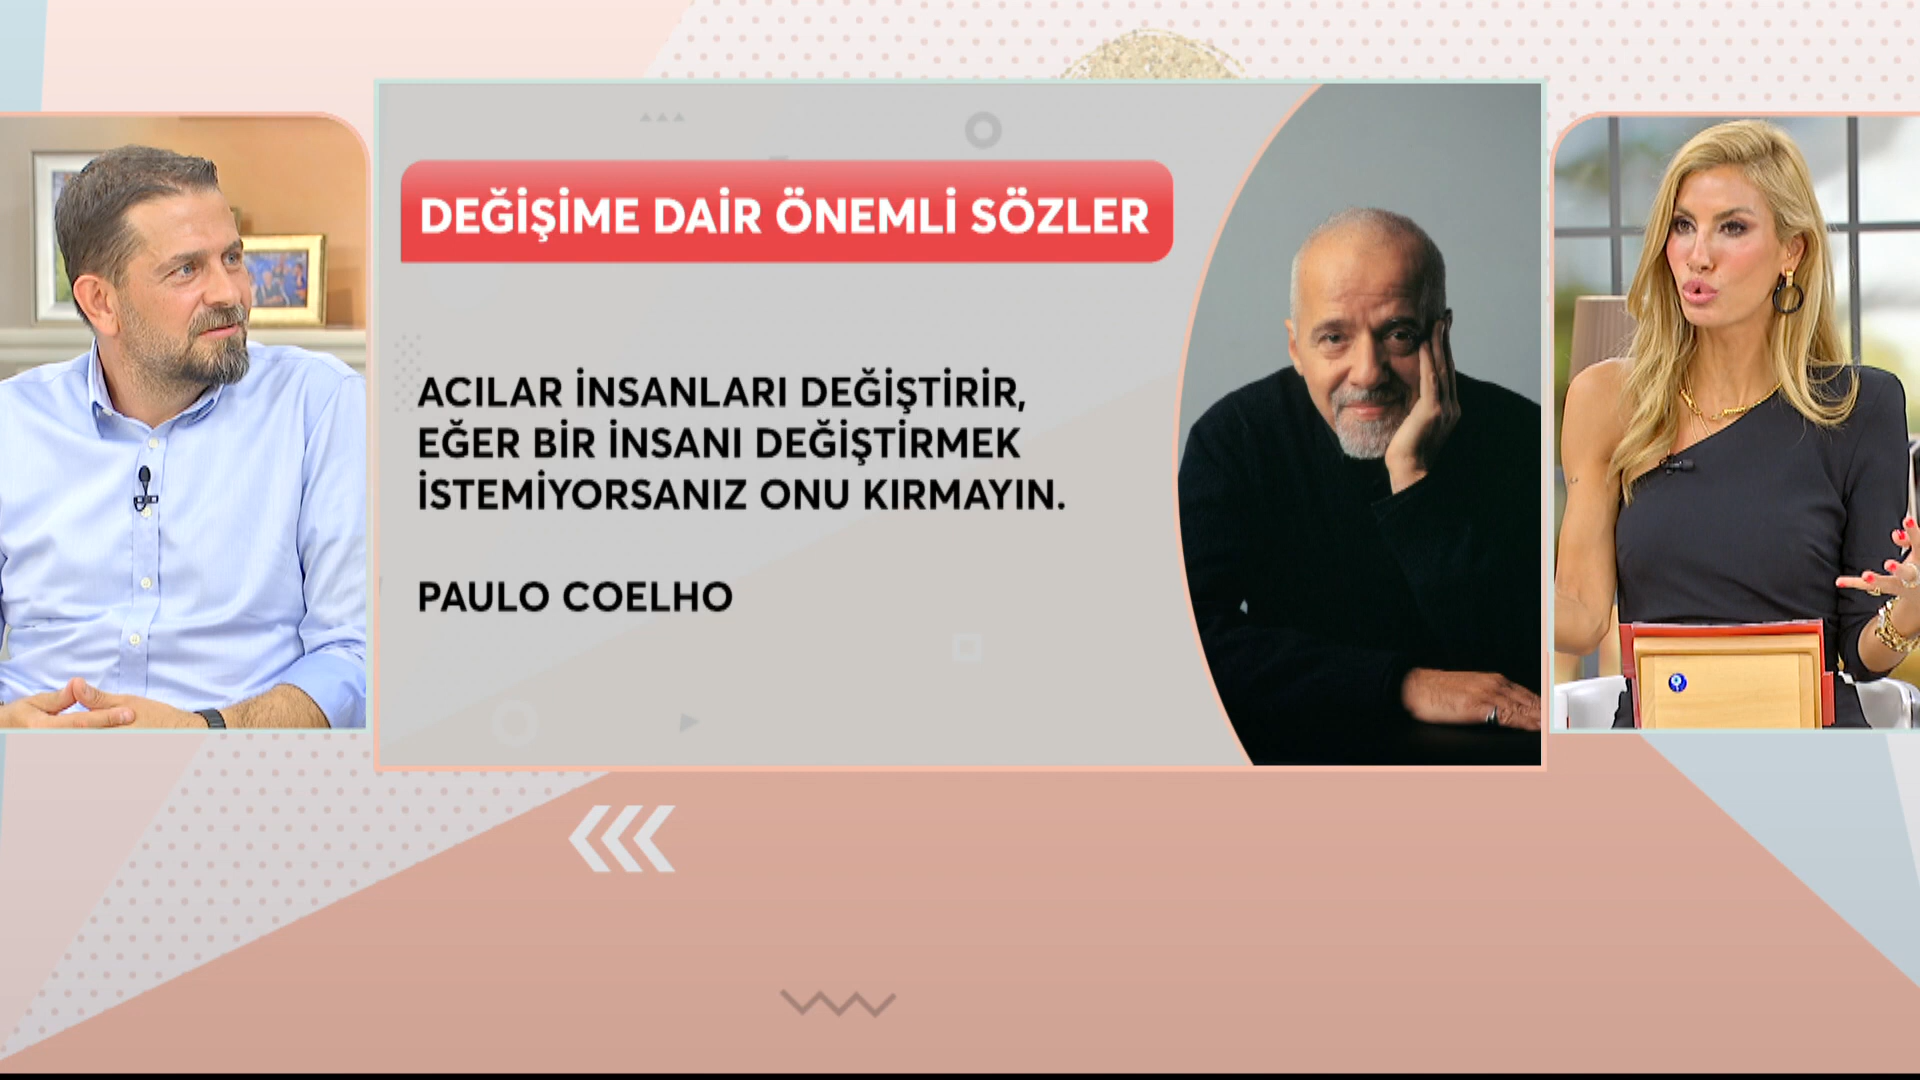 DEĞİŞİME DAİR ÖNEMLİ SÖZLER
ACILAR İNSANLARI DEĞİŞTİRİR,
EĞER BİR İNSANI DEĞİŞTİRMEK
İSTEMİYORSANIZ ONU KIRMAYIN.
PAULO COELHO